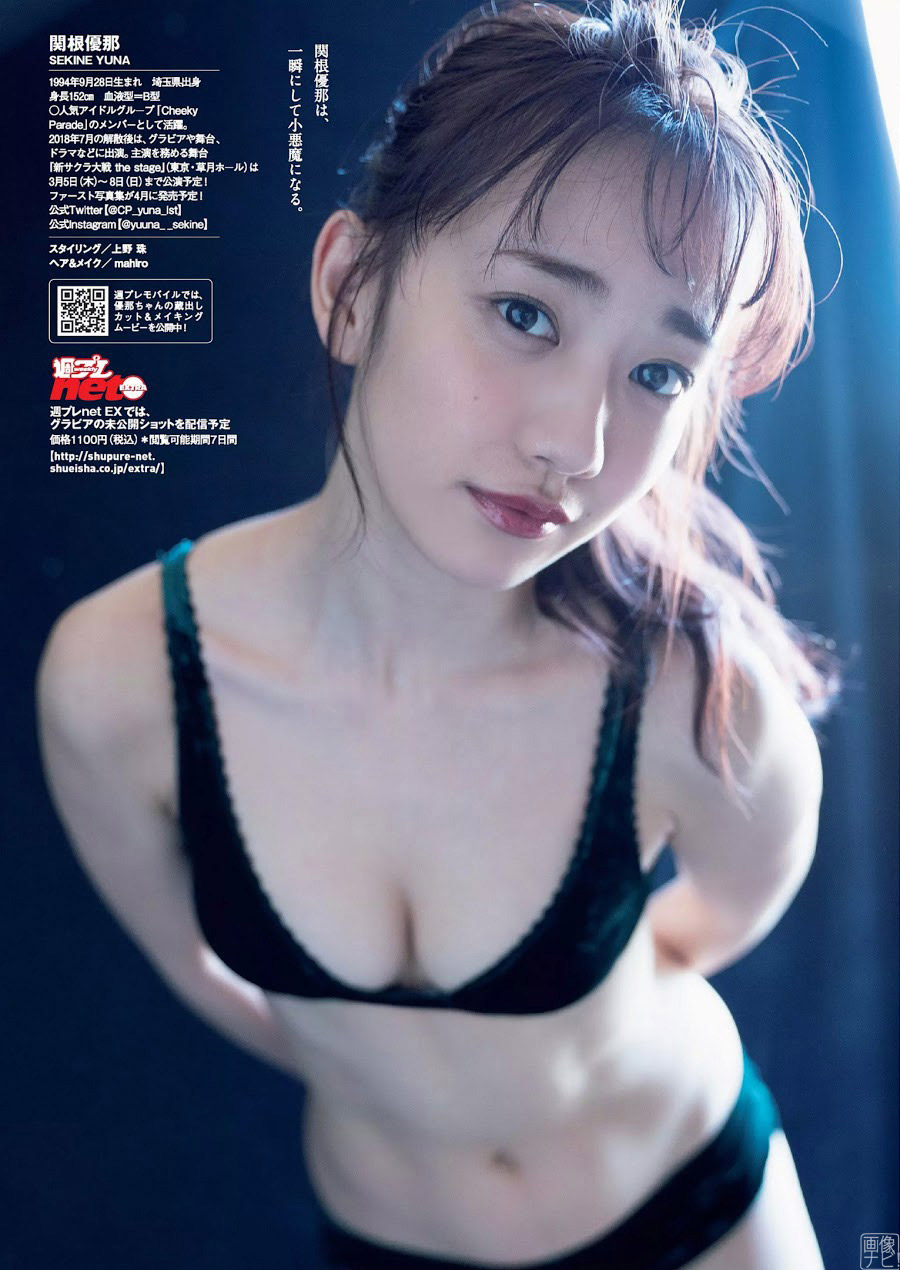 関根優那
SEKINE YUNA
1994年9月28日生まれ　埼玉県出身
身長152㎝　血液型＝B型
○人気アイドルグループ「Cheeky
Parade」のメンバーとして活躍。
2018年7月の解散後は、グラビアや舞台、
ドラマなどに出演。主演を務める舞台
『新サクラ大戦 the stage』（東京・草月ホール）は
3月5日（木）〜8日（日）まで公演予定！
ファースト写真集が4月に発売予定！
公式Twitter【@CP_yuna_1st】
公式Instagram【@yuuna__sekine】
スタイリング／上野 珠
ヘア&メイク／mahiro
週プレモバイルでは、
優那ちゃんの蔵出し
カット&メイキング
ムービーを公開中！
週プレ
weekly
net EXTRA
週プレnet EXでは、
グラビアの未公開ショットを配信予定
価格1100円（税込）＊閲覧可能期間7日間
【http://shupure-net.
shueisha.co.jp/extra/】
関根優那は、
一瞬にして小悪魔になる。
画像
ナビ!